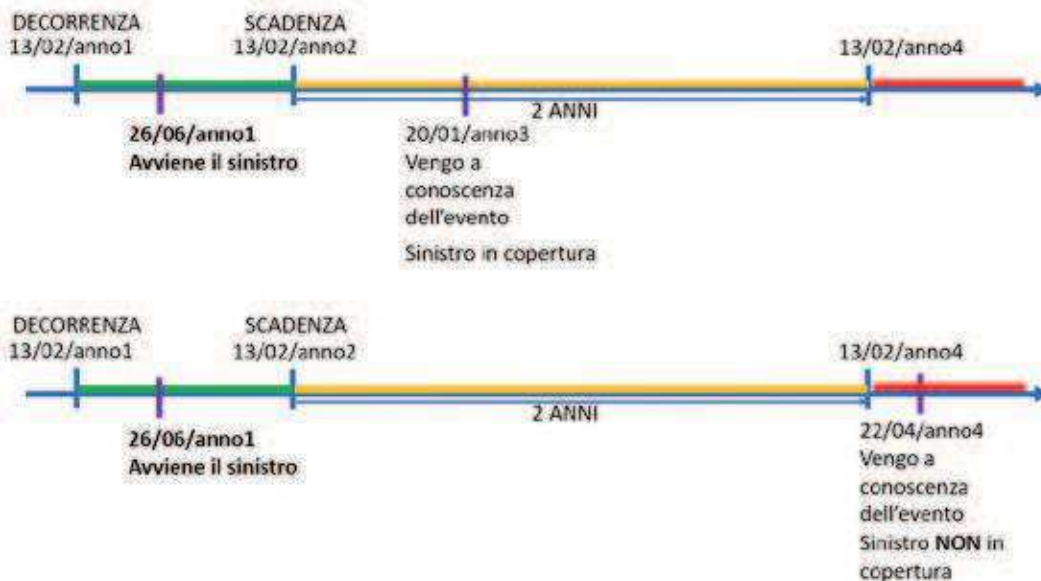 DECORRENZA
13/02/anno1
SCADENZA
13/02/anno2
13/02/anno4
2 ANNI
26/06/anno1
Avviene il sinistro
20/01/anno3
Vengo a
conoscenza
dell'evento
Sinistro in copertura
DECORRENZA
13/02/anno1
SCADENZA
13/02/anno2
13/02/anno4
2 ANNI
26/06/anno1
Avviene il sinistro
22/04/anno4
Vengo a
conoscenza
dell'evento
Sinistro NON in
copertura